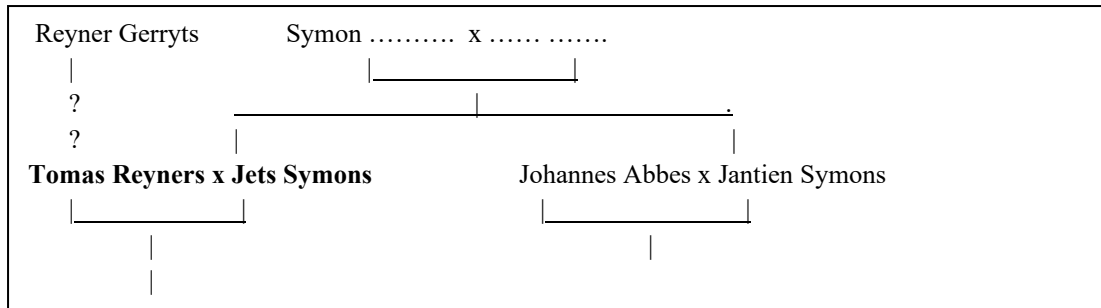 Reyner Gerryts Symon ………. x …… …….
?
?
Tomas Reyners x Jets Symons Johannes Abbes x Jantien Symons